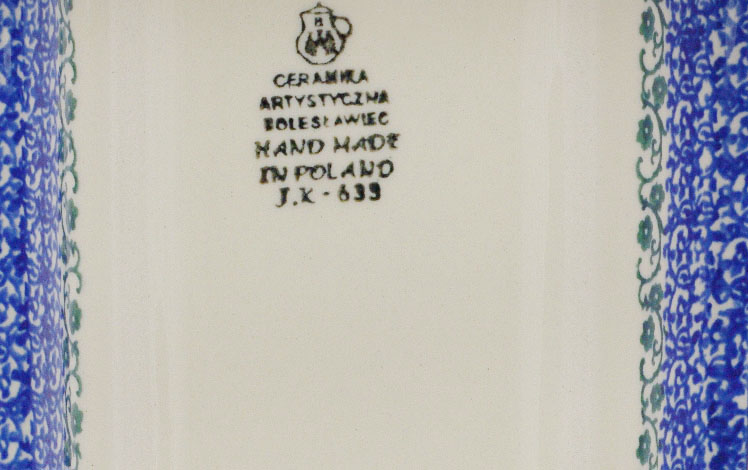 CERAMIKA
ARTYSTYCZNA
BOLESŁAWIEC
HAND MADE
IN POLAND
J.K - 639